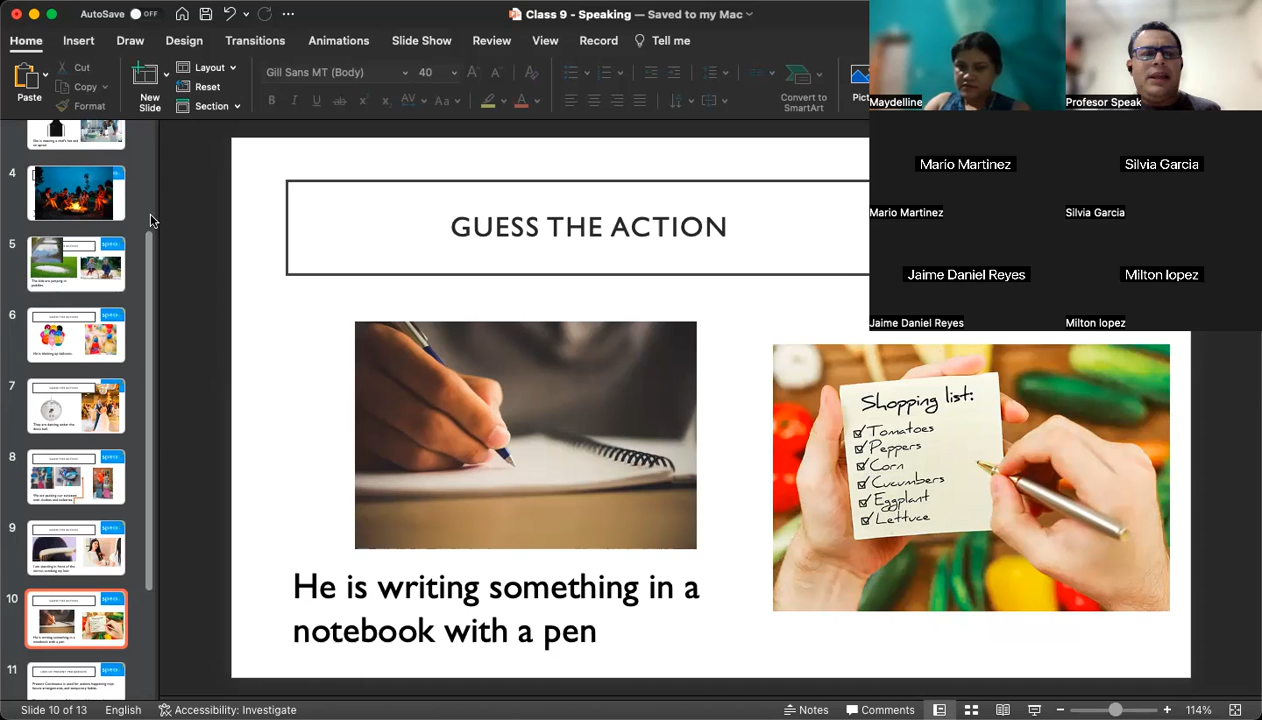 AutoSave OFF
Class 9 - Speaking — Saved to my Mac
Home Insert Draw Design Transitions Animations Slide Show Review View Record Tell me
Paste
Cut
Copy
Format
New
Slide
Layout
Reset
Section
Gill Sans MT (Body) 40
Convert to
SmartArt
Maydelline
Profesor Speak
Mario Martinez
Silvia Garcia
Mario Martinez
Silvia Garcia
Jaime Daniel Reyes
Milton lopez
Jaime Daniel Reyes
Milton lopez
4
5
6
7
8
9
10
11
GUESS THE ACTION
Shopping list:
Tomatoes
Peppers
Corn
Cucumbers
Eggplant
Lettuce
He is writing something in a
notebook with a pen
Slide 10 of 13 English Accessibility: Investigate
Notes Comments 114%